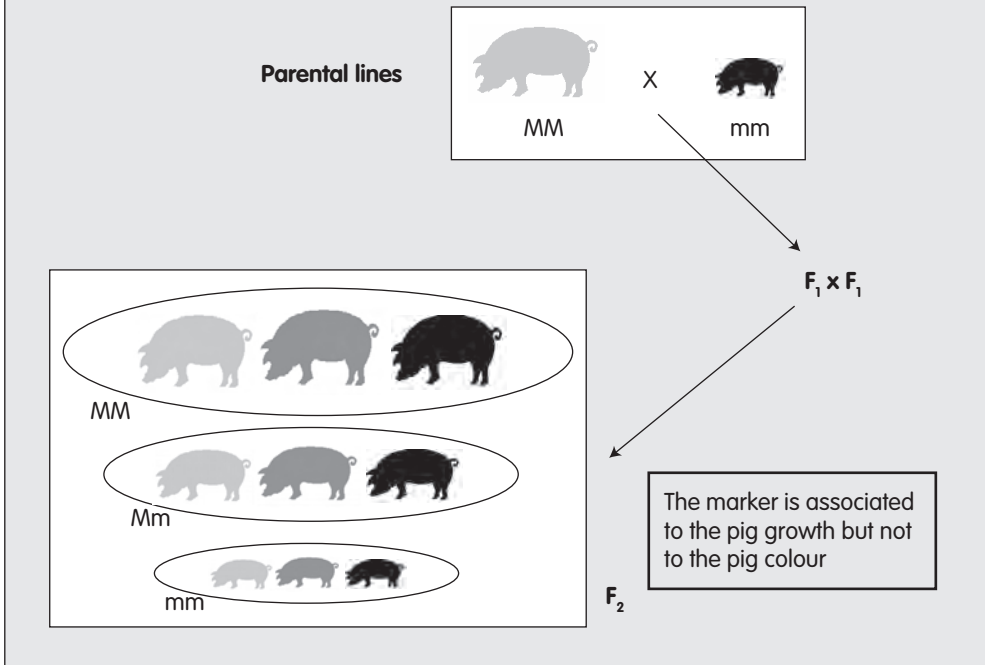 Parental lines
X
MM
mm
F₁ x F₁
MM
Mm
mm
The marker is associated
to the pig growth but not
to the pig colour
F₂